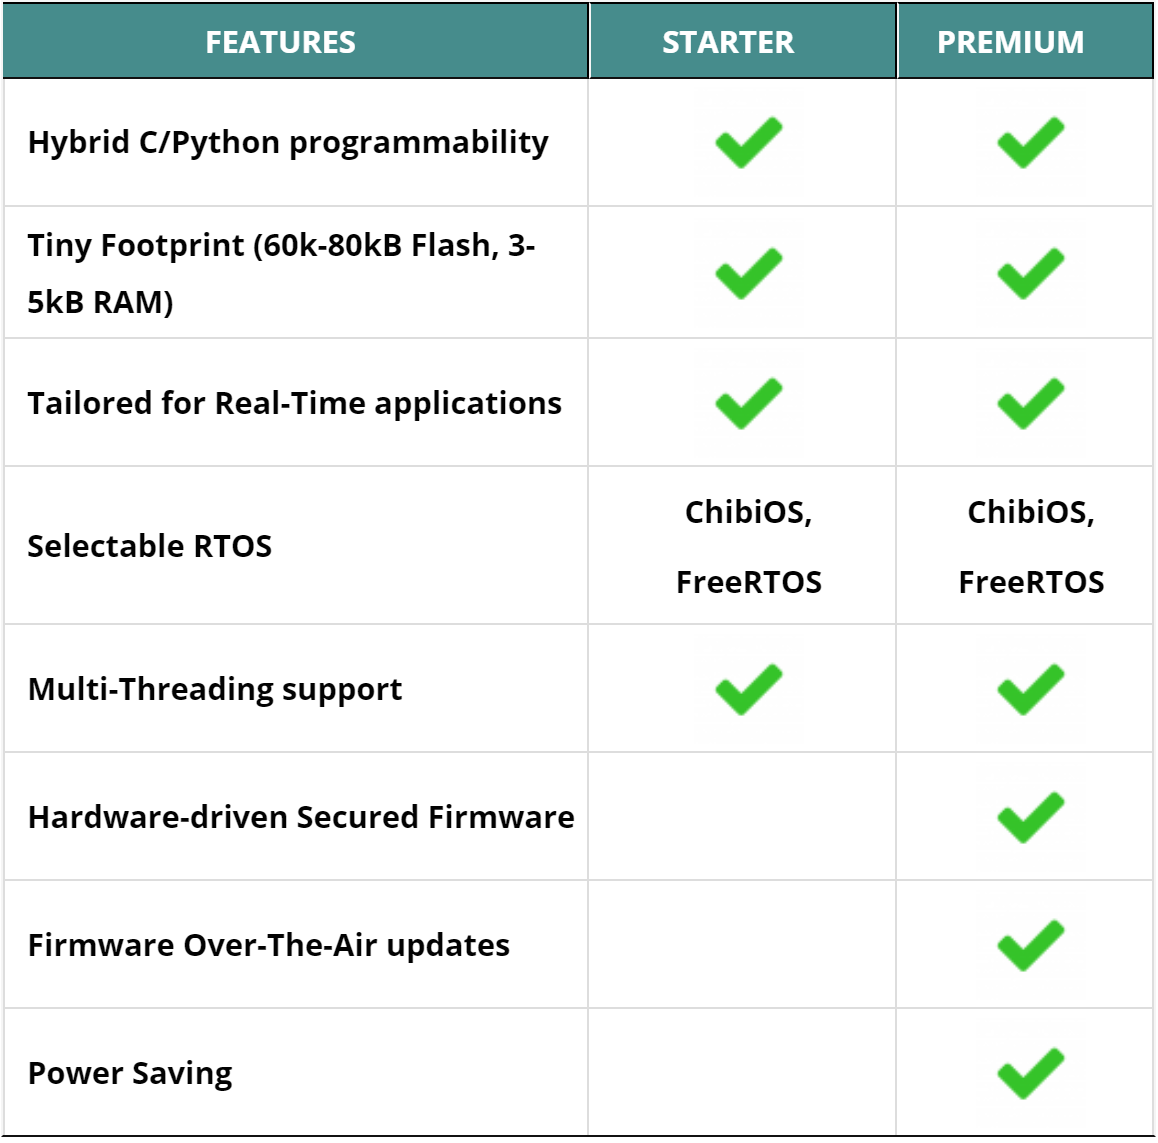 FEATURES STARTER PREMIUM
Hybrid C/Python programmability
Tiny Footprint (60k-80kB Flash, 3-
5kB RAM)
Tailored for Real-Time applications
Selectable RTOS
ChibiOS,
FreeRTOS
ChibiOS,
FreeRTOS
Multi-Threading support
Hardware-driven Secured Firmware
Firmware Over-The-Air updates
Power Saving